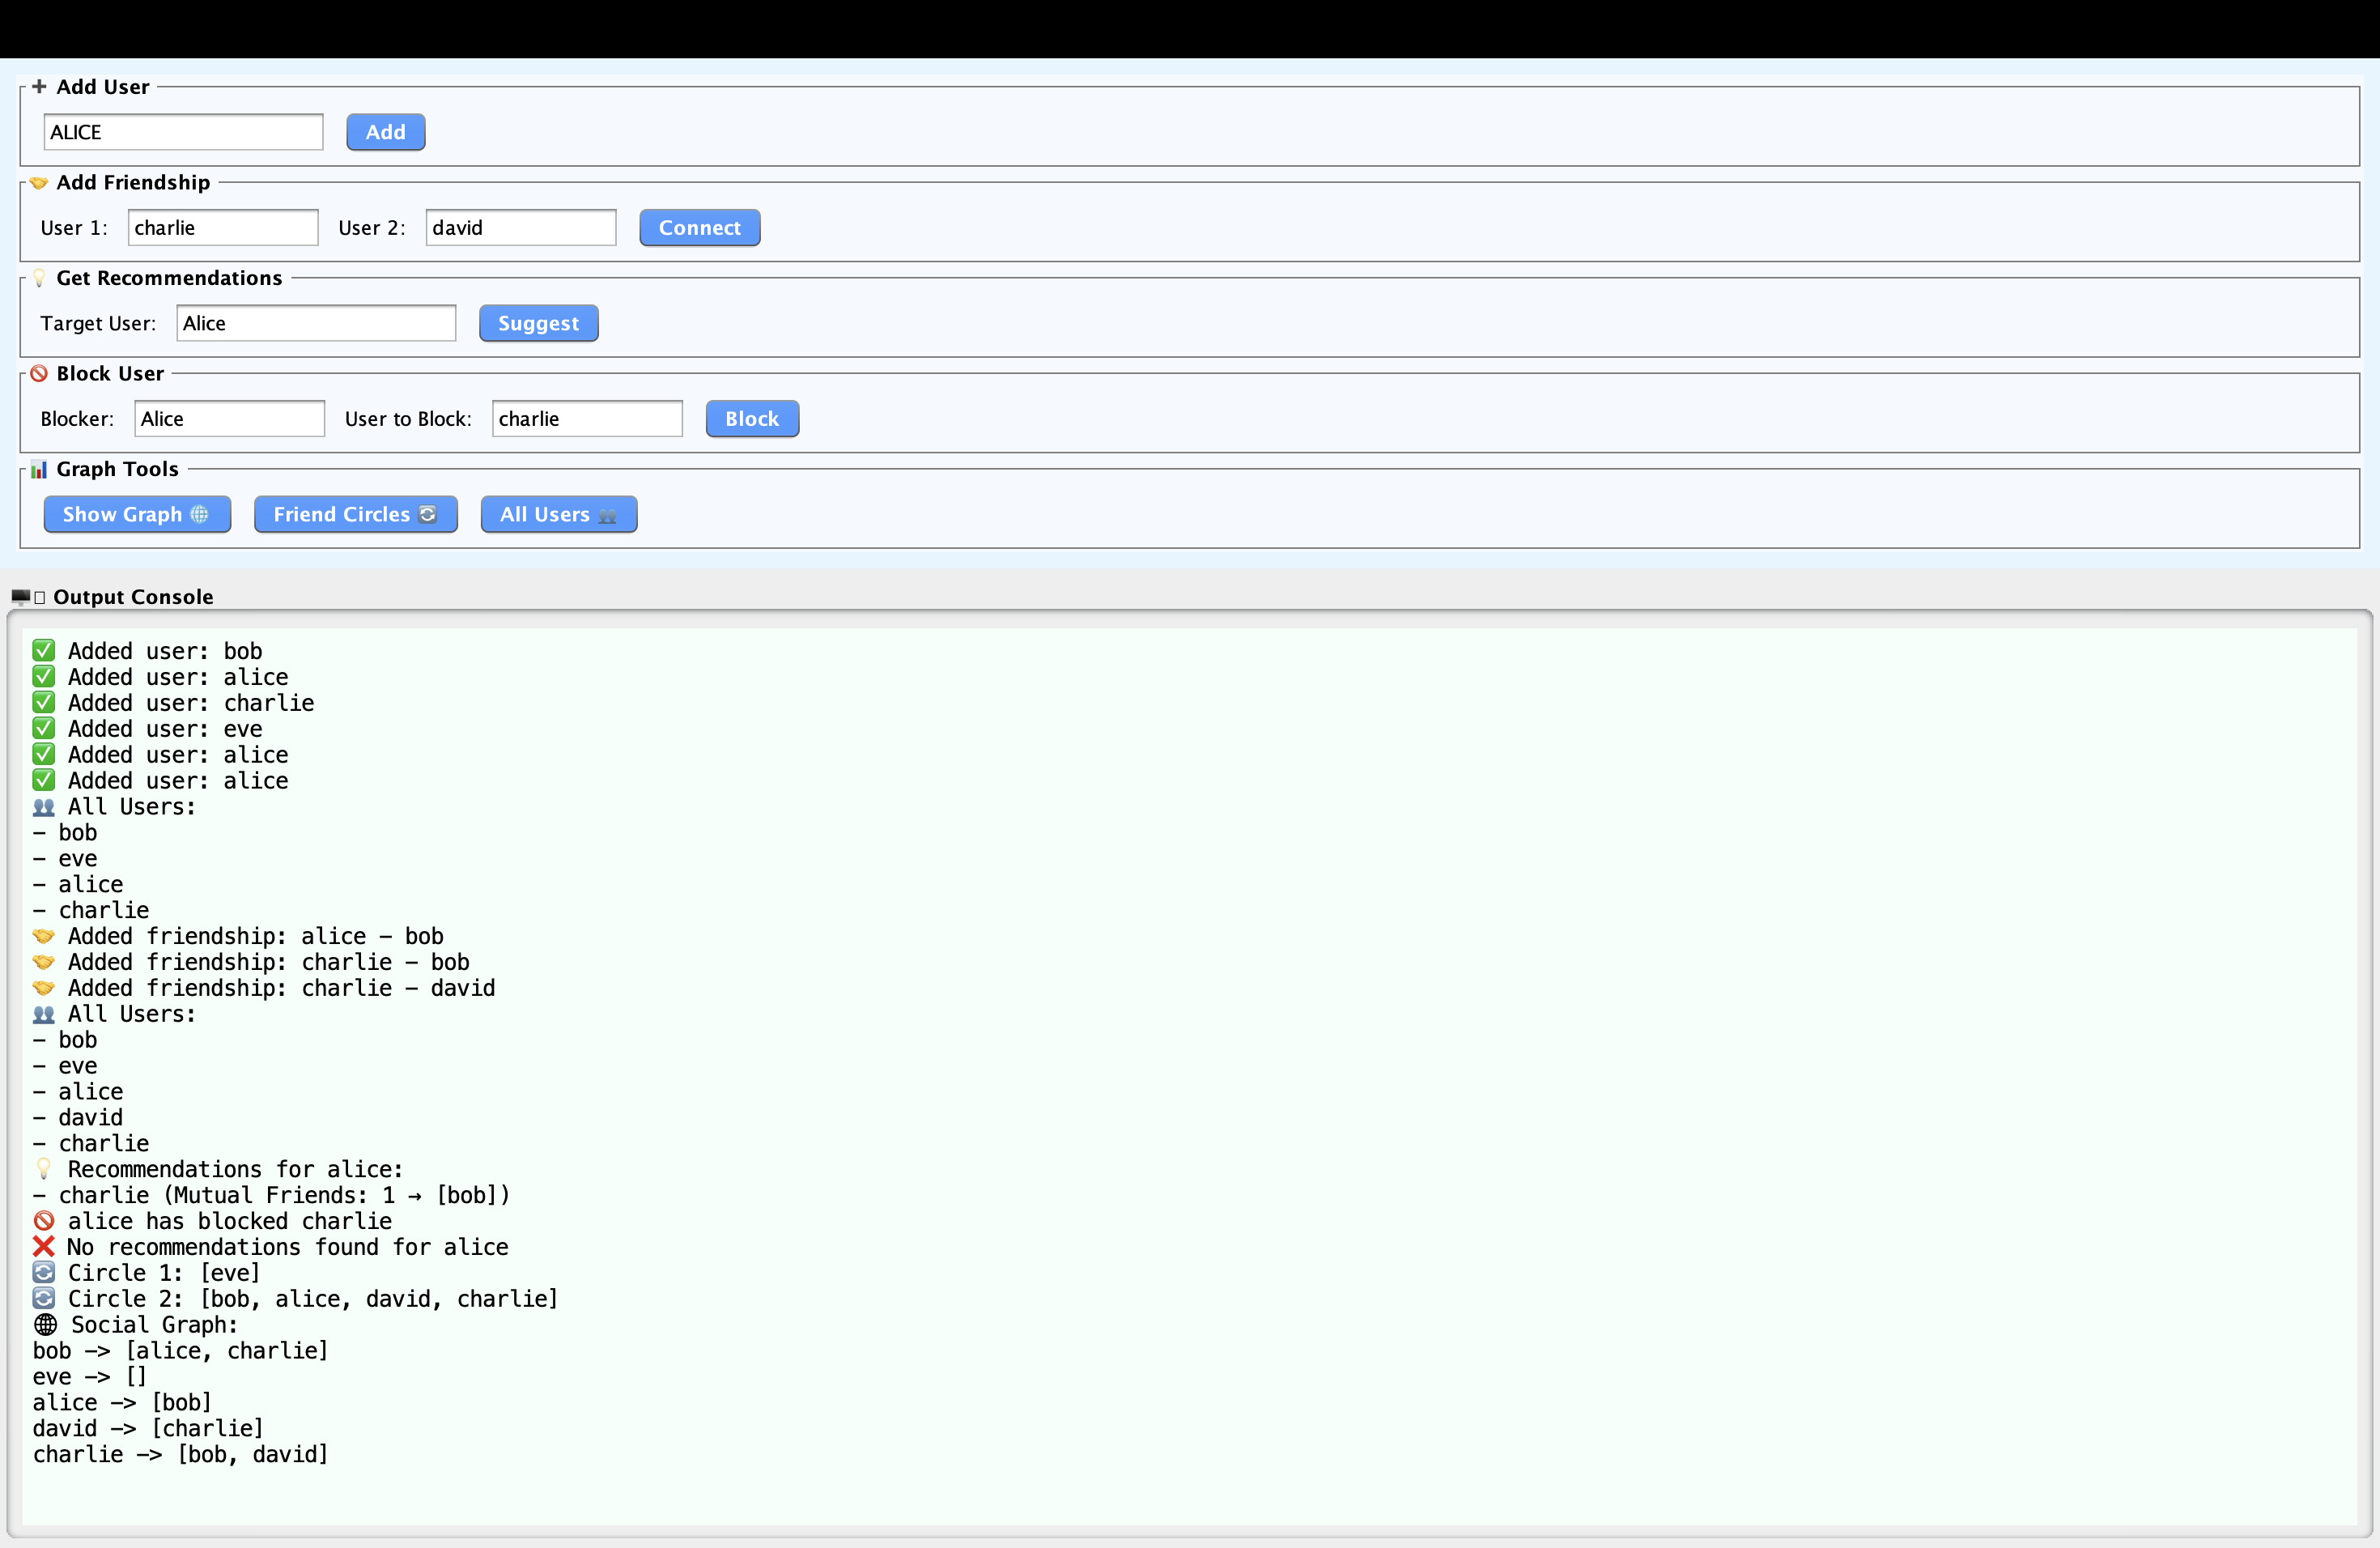 ➕ Add User
ALICE Add
🤝 Add Friendship
User 1: charlie User 2: david Connect
💡 Get Recommendations
Target User: Alice Suggest
🚫 Block User
Blocker: Alice User to Block: charlie Block
📊 Graph Tools
Show Graph 🌐 Friend Circles 🔄 All Users 👥
🖥️ Output Console
✅ Added user: bob
✅ Added user: alice
✅ Added user: charlie
✅ Added user: eve
✅ Added user: alice
✅ Added user: alice
👥 All Users:
- bob
- eve
- alice
- charlie
🤝 Added friendship: alice - bob
🤝 Added friendship: charlie - bob
🤝 Added friendship: charlie - david
👥 All Users:
- bob
- eve
- alice
- david
- charlie
💡 Recommendations for alice:
- charlie (Mutual Friends: 1 → [bob])
🚫 alice has blocked charlie
❌ No recommendations found for alice
🔄 Circle 1: [eve]
🔄 Circle 2: [bob, alice, david, charlie]
🌐 Social Graph:
bob -> [alice, charlie]
eve -> []
alice -> [bob]
david -> [charlie]
charlie -> [bob, david]